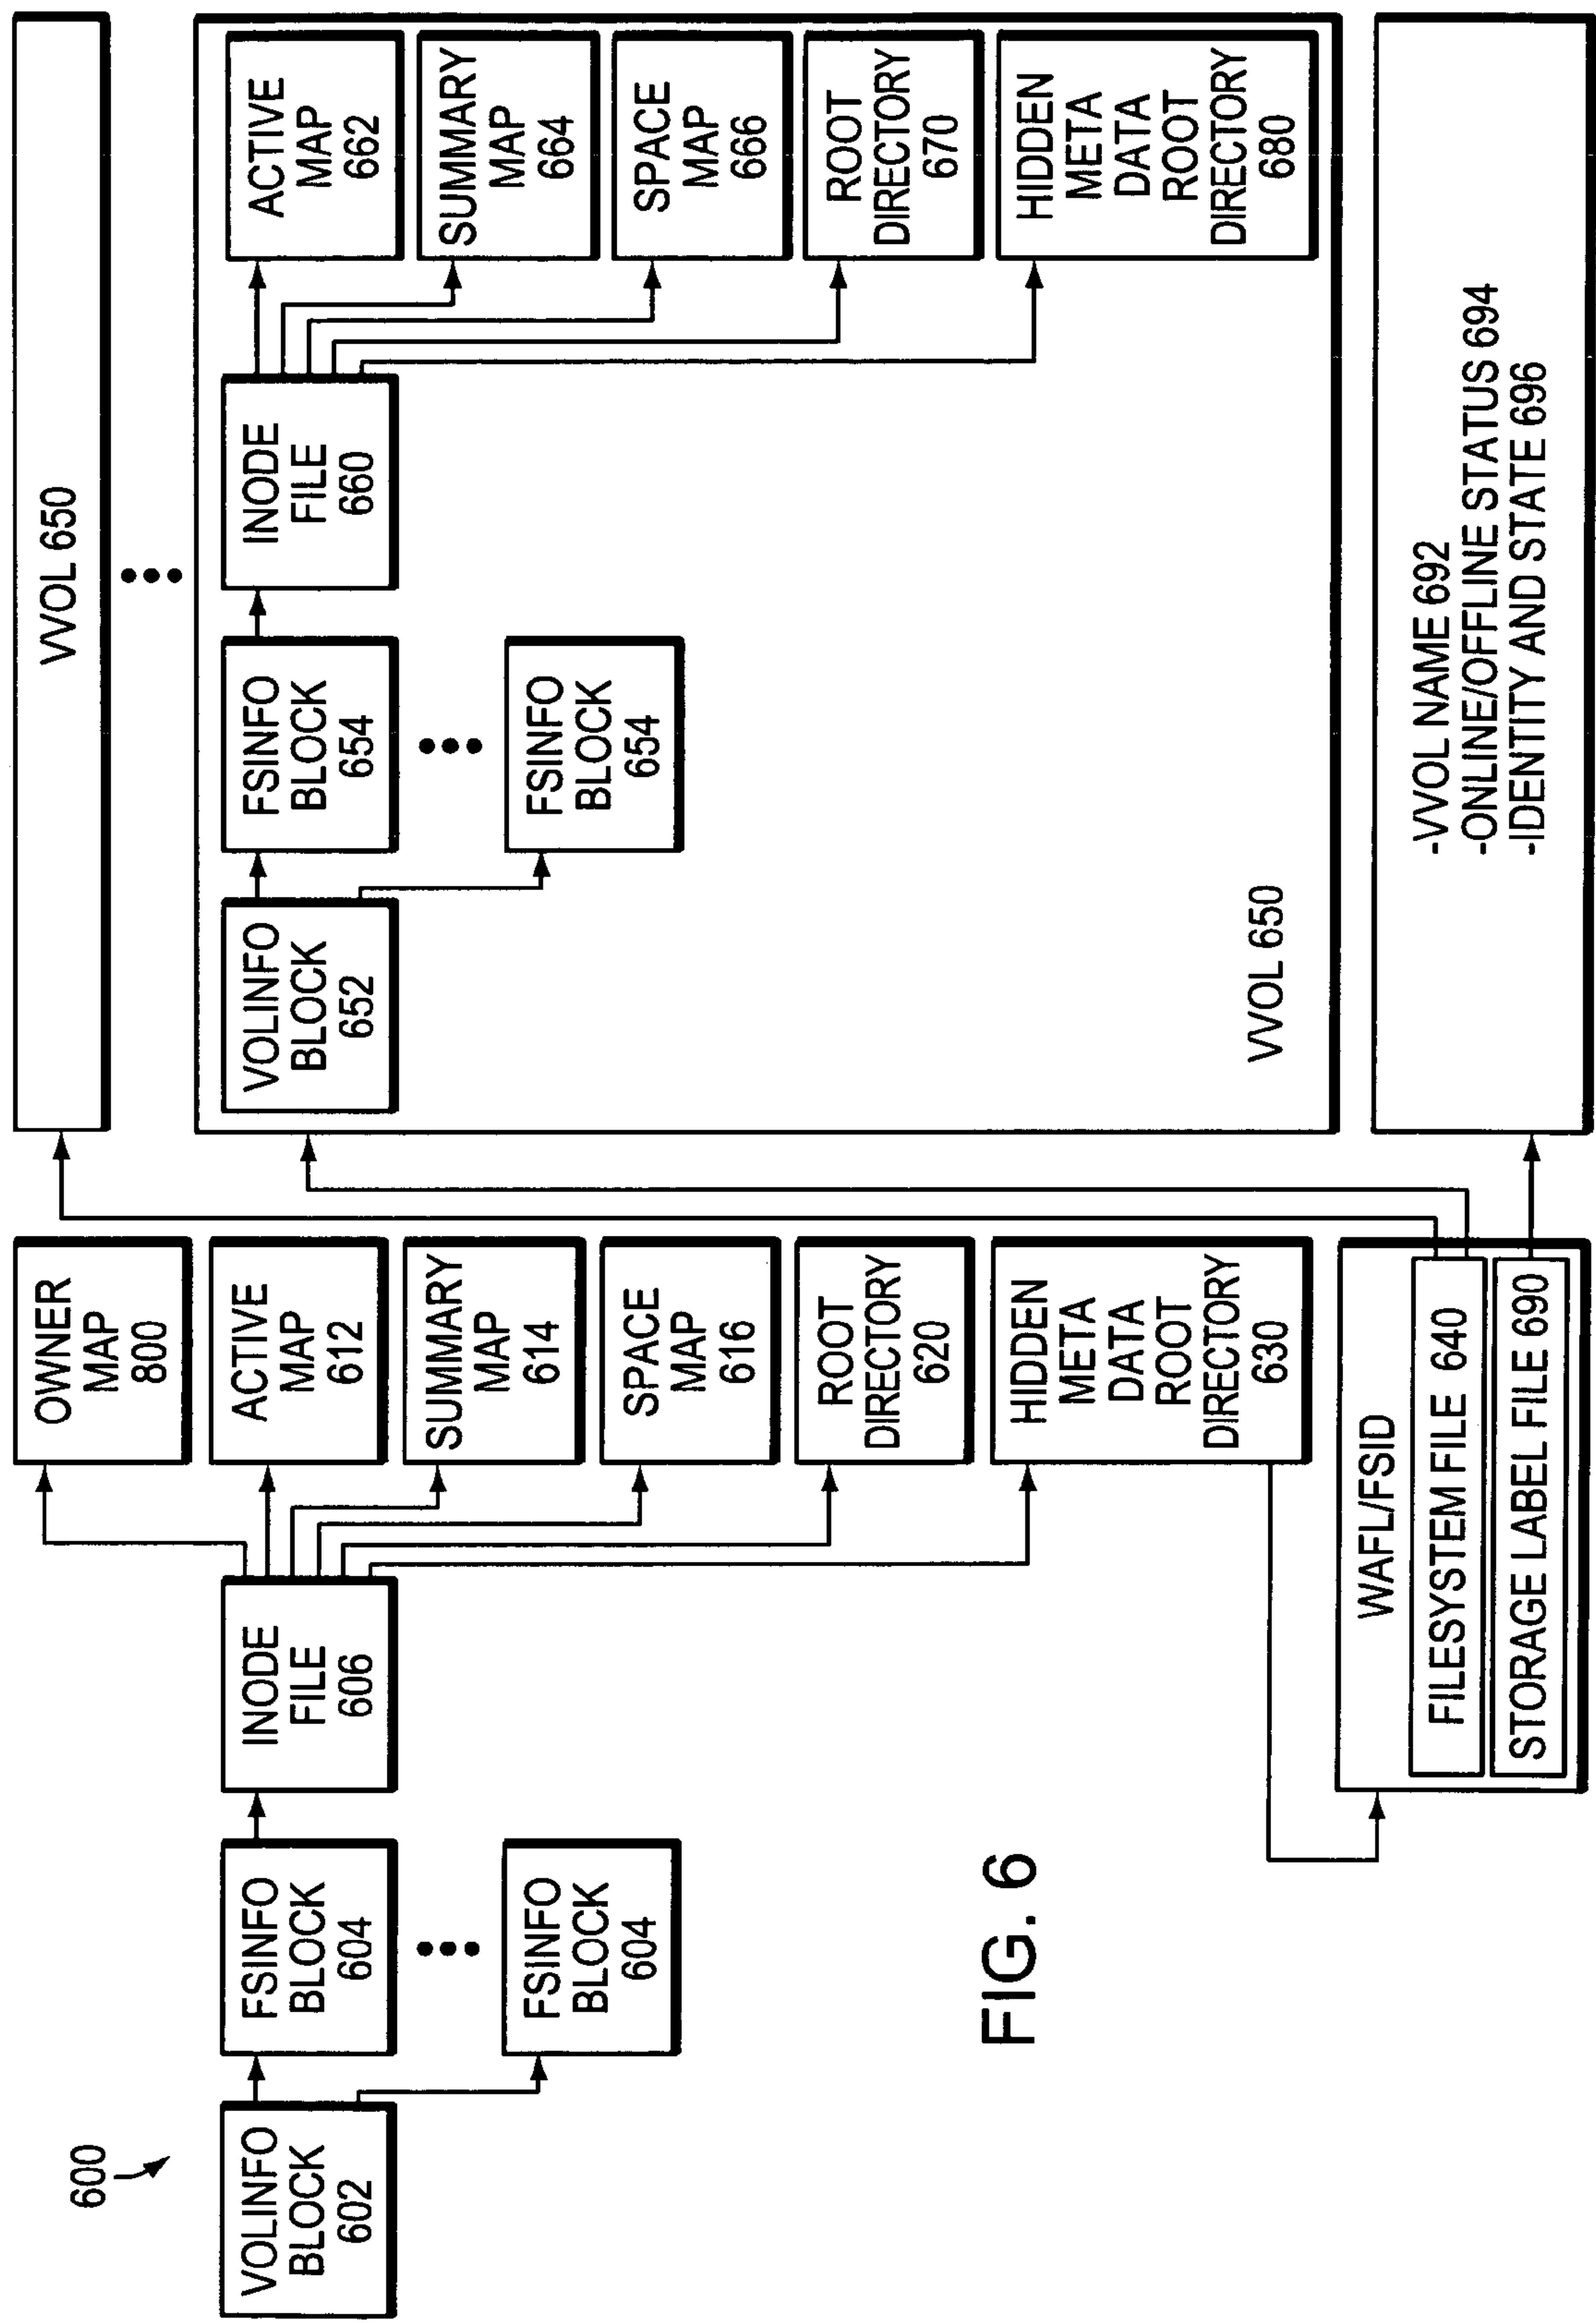 600
VOLINFO
BLOCK
602
FSINFO
BLOCK
604
FSINFO
BLOCK
604
INODE
FILE
606
OWNER
MAP
800
ACTIVE
MAP
612
SUMMARY
MAP
614
SPACE
MAP
616
ROOT
DIRECTORY
620
HIDDEN
META
DATA
ROOT
DIRECTORY
630
WAFL/FSID
FILESYSTEM FILE 640
STORAGE LABEL FILE 690
VVOL 650
VOLINFO
BLOCK
652
FSINFO
BLOCK
654
FSINFO
BLOCK
654
INODE
FILE
660
ACTIVE
MAP
662
SUMMARY
MAP
664
SPACE
MAP
666
ROOT
DIRECTORY
670
HIDDEN
META
DATA
ROOT
DIRECTORY
680
VVOL 650
-VVOL NAME 692
-ONLINE/OFFLINE STATUS 694
-IDENTITY AND STATE 696
FIG. 6